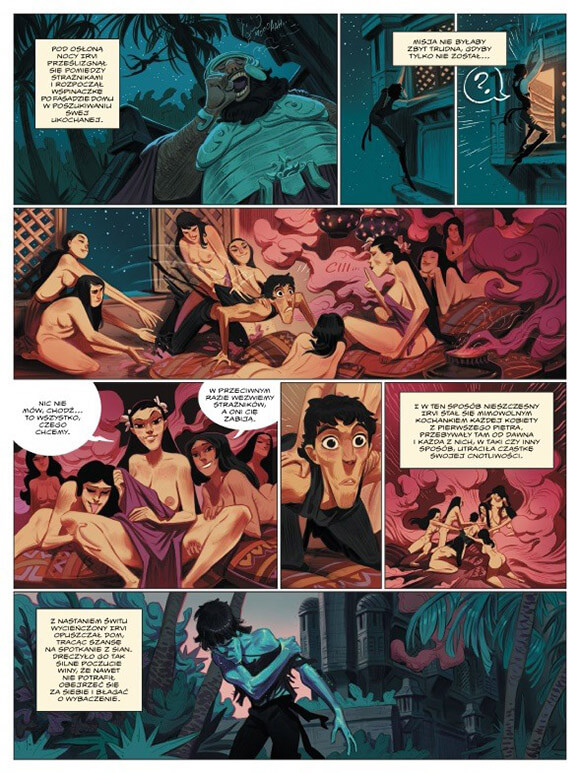 POD OSŁONĄ
NOCY IRVI
PRZEŚLIZGNĄŁ
SIĘ POMIĘDZY
STRAŻNIKAMI
I ROZPOCZĄŁ
WSPINACZKĘ
PO FASADZIE DOMU
W POSZUKIWANIU
SWEJ
UKOCHANEJ.
MISJA NIE BYŁABY
ZBYT TRUDNA, GDYBY
TYLKO NIE ZOSTAŁ...
?
CIII...
NIC NIE
MÓW, CHODŹ...
TO WSZYSTKO,
CZEGO
CHCEMY.
W PRZECIWNYM
RAZIE WEZWIEMY
STRAŻNIKÓW,
A ONI CIĘ
ZABIJĄ.
I W TEN SPOSÓB NIESZCZĘSNY
IRVI STAŁ SIĘ MIMOWOLNYM
KOCHANKIEM KAŻDEJ KOBIETY
Z PIERWSZEGO PIĘTRA.
PRZEBYWAŁY TAM OD DAWNA
I KAŻDA Z NICH, W TAKI CZY INNY
SPOSÓB, UTRACIŁA CZĄSTKĘ
SWOJEJ CNOTLIWOŚCI.
Z NASTANIEM ŚWITU
WYCIEŃCZONY IRVI
OPUSZCZAŁ DOM,
TRACĄC SZANSĘ
NA SPOTKANIE Z SIAN.
DRĘCZYŁO GO TAK
SILNE POCZUCIE
WINY, ŻE NAWET
NIE POTRAFIŁ
OBEJRZEĆ SIĘ
ZA SIEBIE I BŁAGAĆ
O WYBACZENIE.